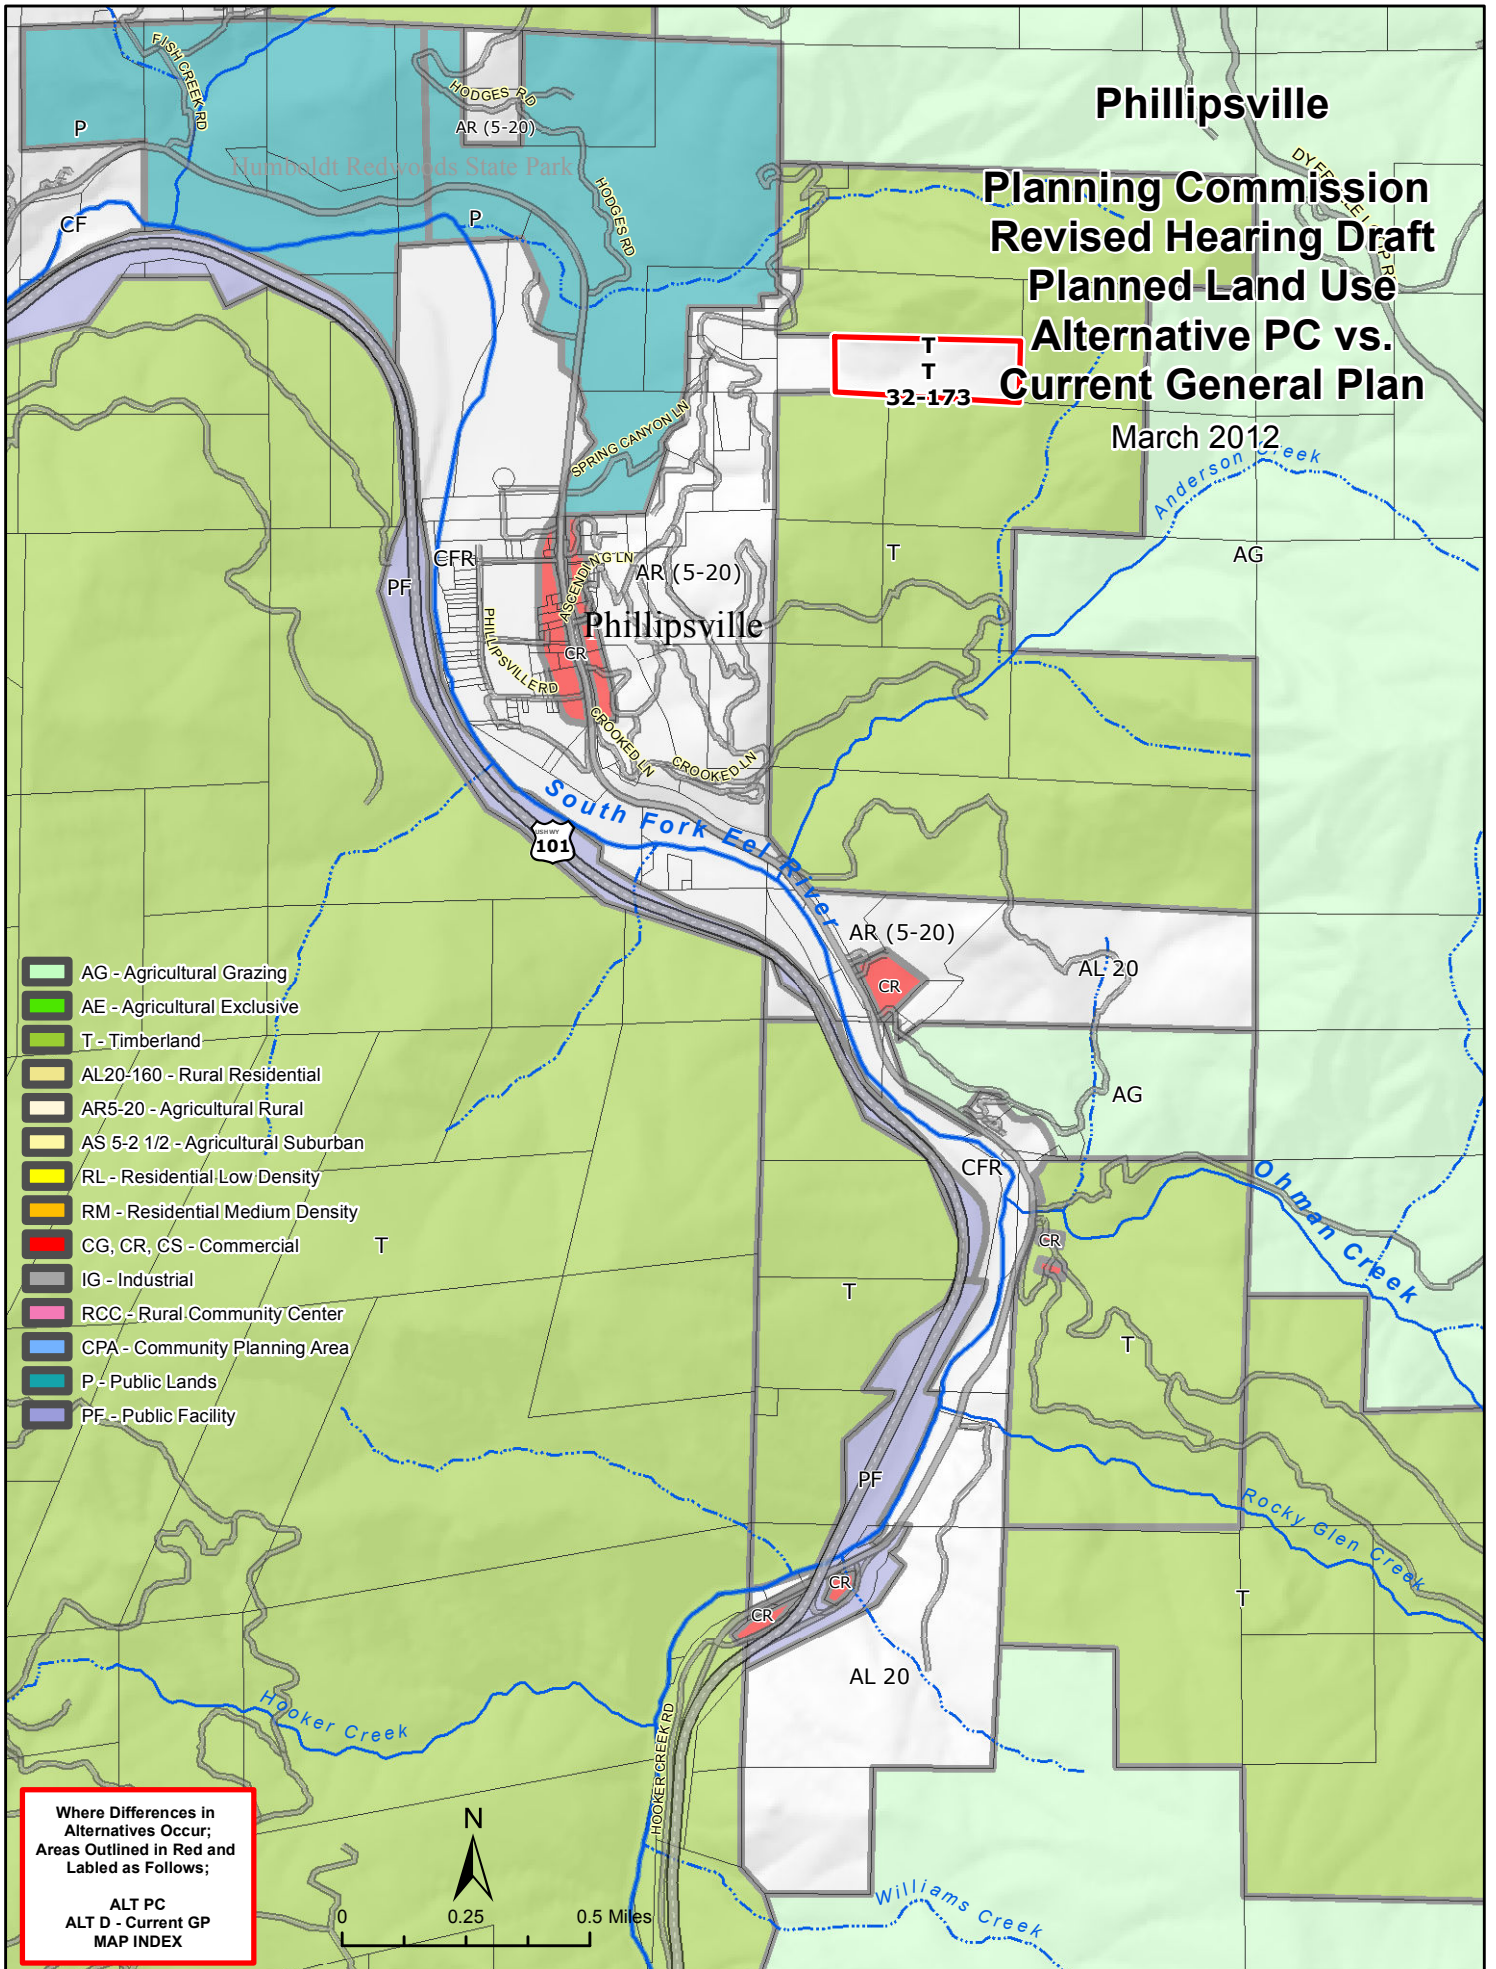 Phillipsville
Planning Commission
Revised Hearing Draft
Planned Land Use
Alternative PC vs.
Current General Plan
March 2012
FISH CREEK RD
HODGES RD
AR (5-20)
P
Humboldt Redwoods State Park
HODGES RD
CF
P
T
T
32-173
SPRING CANYON LN
Anderson Creek
AG
T
CFR
PF
ASCENDING LN
AR (5-20)
Phillipsville
PHILLIPSVILLE RD
CR
CROOKED LN
CROOKED LN
South Fork Eel River
USHWY
101
AR (5-20)
AL 20
CR
AG
CFR
Ohman Creek
CR
T
T
T
PF
Rocky Glen Creek
CR
CR
T
AL 20
Hooker Creek
HOOKER CREEK RD
Williams Creek
AG - Agricultural Grazing
AE - Agricultural Exclusive
T - Timberland
AL20-160 - Rural Residential
AR5-20 - Agricultural Rural
AS 5-2 1/2 - Agricultural Suburban
RL - Residential Low Density
RM - Residential Medium Density
CG, CR, CS - Commercial
IG - Industrial
RCC - Rural Community Center
CPA - Community Planning Area
P - Public Lands
PF - Public Facility
Where Differences in
Alternatives Occur;
Areas Outlined in Red and
Labled as Follows;
ALT PC
ALT D - Current GP
MAP INDEX
N
0 0.25 0.5 Miles